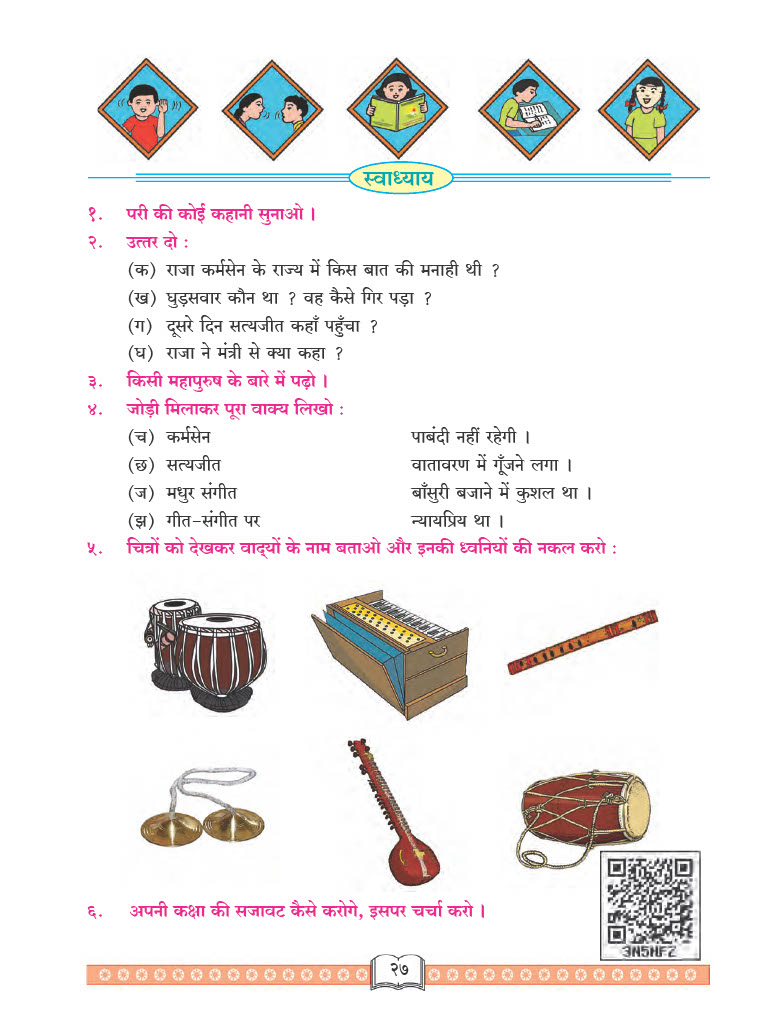 स्वाध्याय
१. परी की कोई कहानी सुनाओ ।
२. उत्तर दो :
(क) राजा कर्मसेन के राज्य में किस बात की मनाही थी ?
(ख) घुड़सवार कौन था ? वह कैसे गिर पड़ा ?
(ग) दूसरे दिन सत्यजीत कहाँ पहुँचा ?
(घ) राजा ने मंत्री से क्या कहा ?
३. किसी महापुरुष के बारे में पढ़ो ।
४. जोड़ी मिलाकर पूरा वाक्य लिखो :
(च) कर्मसेन पाबंदी नहीं रहेगी ।
(छ) सत्यजीत वातावरण में गूँजने लगा ।
(ज) मधुर संगीत बाँसुरी बजाने में कुशल था ।
(झ) गीत-संगीत पर न्यायप्रिय था ।
५. चित्रों को देखकर वाद्‌यों के नाम बताओ और इनकी ध्वनियों की नकल करो :
६. अपनी कक्षा की सजावट कैसे करोगे, इसपर चर्चा करो ।
3N5HFZ
२७